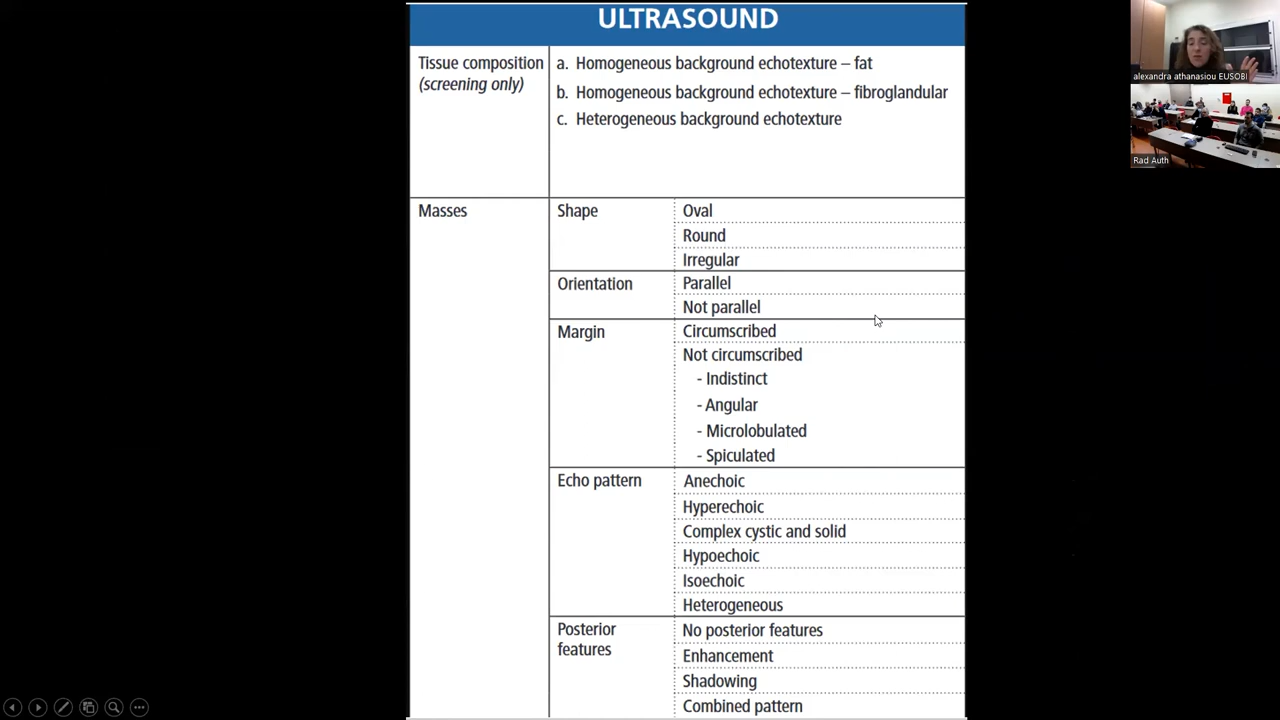 ULTRASOUND
Tissue composition
(screening only)
a. Homogeneous background echotexture – fat
b. Homogeneous background echotexture – fibroglandular
c. Heterogeneous background echotexture
Masses
Shape
Oval
Round
Irregular
Orientation
Parallel
Not parallel
Margin
Circumscribed
Not circumscribed
- Indistinct
- Angular
- Microlobulated
- Spiculated
Echo pattern
Anechoic
Hyperechoic
Complex cystic and solid
Hypoechoic
Isoechoic
Heterogeneous
Posterior
features
No posterior features
Enhancement
Shadowing
Combined pattern
alexandra athanasiou EUSOBI
Rad Auth